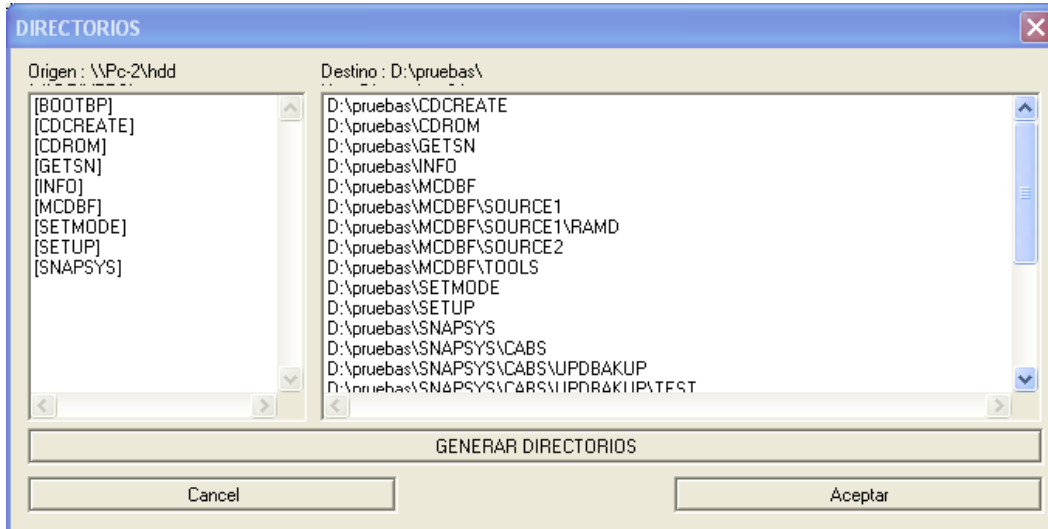 DIRECTORIOS
Origen : \\Pc-2\hdd
[BOOTBP]
[CDCREATE]
[CDROM]
[GETSN]
[INFO]
[MCDBF]
[SETMODE]
[SETUP]
[SNAPSYS]
Destino : D:\pruebas\
D:\pruebas\CDCREATE
D:\pruebas\CDROM
D:\pruebas\GETSN
D:\pruebas\INFO
D:\pruebas\MCDBF
D:\pruebas\MCDBF\SOURCE1
D:\pruebas\MCDBF\SOURCE1\RAMD
D:\pruebas\MCDBF\SOURCE2
D:\pruebas\MCDBF\TOOLS
D:\pruebas\SETMODE
D:\pruebas\SETUP
D:\pruebas\SNAPSYS
D:\pruebas\SNAPSYS\CABS
D:\pruebas\SNAPSYS\CABS\UPDBAKUP
D:\pruebas\SNAPSYS\CABS\UPDBAKUP\TEST
GENERAR DIRECTORIOS
Cancel
Aceptar